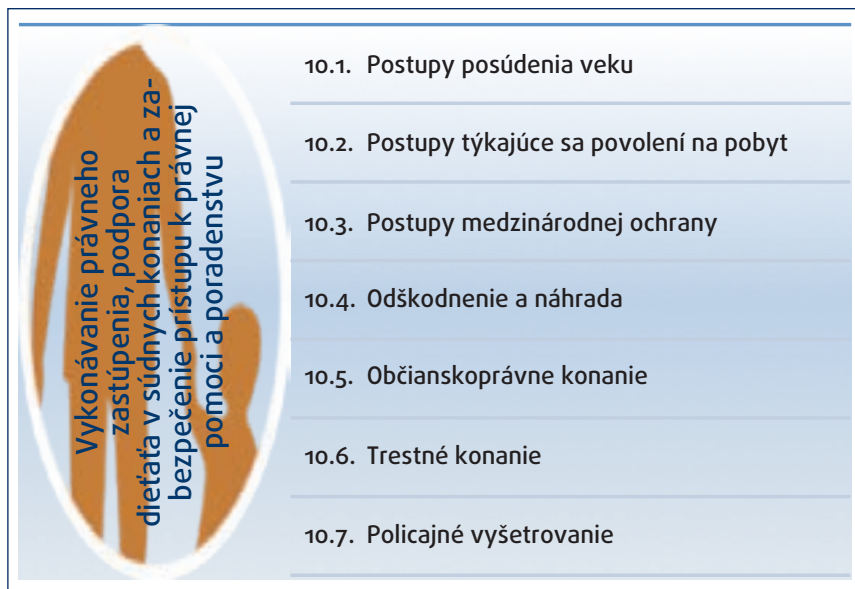 Vykonávanie právneho
zastúpenia, podpora
dieťaťa v súdnych konaniach a za-
bezpečenie prístupu k právnej
pomoci a poradenstvu
10.1. Postupy posúdenia veku
10.2. Postupy týkajúce sa povolení na pobyt
10.3. Postupy medzinárodnej ochrany
10.4. Odškodnenie a náhrada
10.5. Občianskoprávne konanie
10.6. Trestné konanie
10.7. Policajné vyšetrovanie